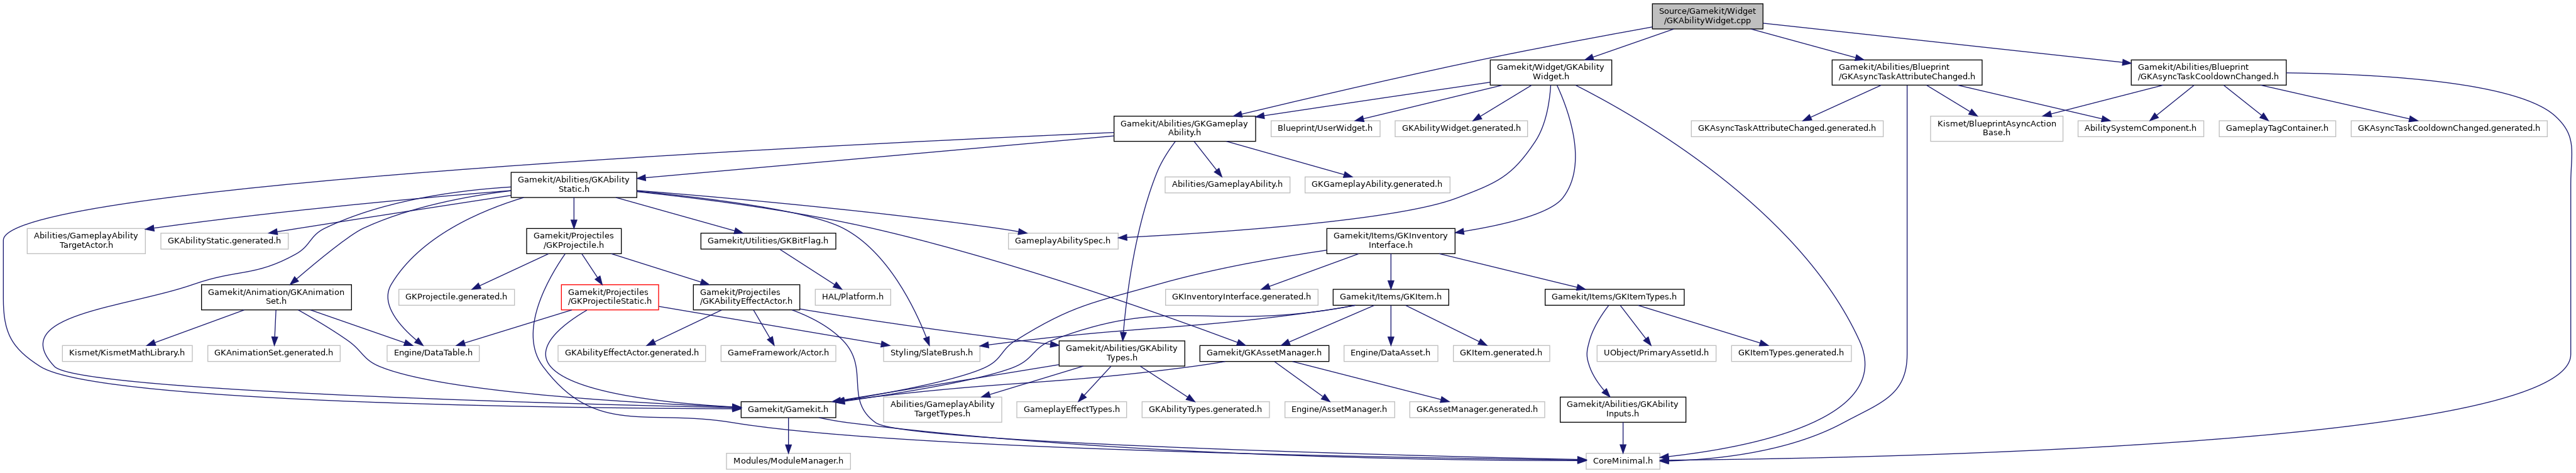 Source/Gamekit/Widget
/GKAbilityWidget.cpp
Gamekit/Widget/GKAbility
Widget.h
Gamekit/Abilities/Blueprint
/GKAsyncTaskAttributeChanged.h
Gamekit/Abilities/Blueprint
/GKAsyncTaskCooldownChanged.h
Gamekit/Abilities/GKGameplay
Ability.h
Blueprint/UserWidget.h
GKAbilityWidget.generated.h
GKAsyncTaskAttributeChanged.generated.h
Kismet/BlueprintAsyncAction
Base.h
AbilitySystemComponent.h
GameplayTagContainer.h
GKAsyncTaskCooldownChanged.generated.h
Gamekit/Abilities/GKAbility
Static.h
Abilities/GameplayAbility.h
GKGameplayAbility.generated.h
Abilities/GameplayAbility
TargetActor.h
GKAbilityStatic.generated.h
Gamekit/Projectiles
/GKProjectile.h
Gamekit/Utilities/GKBitFlag.h
GameplayAbilitySpec.h
Gamekit/Items/GKInventory
Interface.h
Gamekit/Animation/GKAnimation
Set.h
GKProjectile.generated.h
Gamekit/Projectiles
/GKProjectileStatic.h
Gamekit/Projectiles
/GKAbilityEffectActor.h
HAL/Platform.h
GKInventoryInterface.generated.h
Gamekit/Items/GKItem.h
Gamekit/Items/GKItemTypes.h
Kismet/KismetMathLibrary.h
GKAnimationSet.generated.h
Engine/DataTable.h
GKAbilityEffectActor.generated.h
GameFramework/Actor.h
Styling/SlateBrush.h
Gamekit/Abilities/GKAbility
Types.h
Gamekit/GKAssetManager.h
Engine/DataAsset.h
GKItem.generated.h
UObject/PrimaryAssetId.h
GKItemTypes.generated.h
Gamekit/Gamekit.h
Abilities/GameplayAbility
TargetTypes.h
GameplayEffectTypes.h
GKAbilityTypes.generated.h
Engine/AssetManager.h
GKAssetManager.generated.h
Gamekit/Abilities/GKAbility
Inputs.h
Modules/ModuleManager.h
CoreMinimal.h